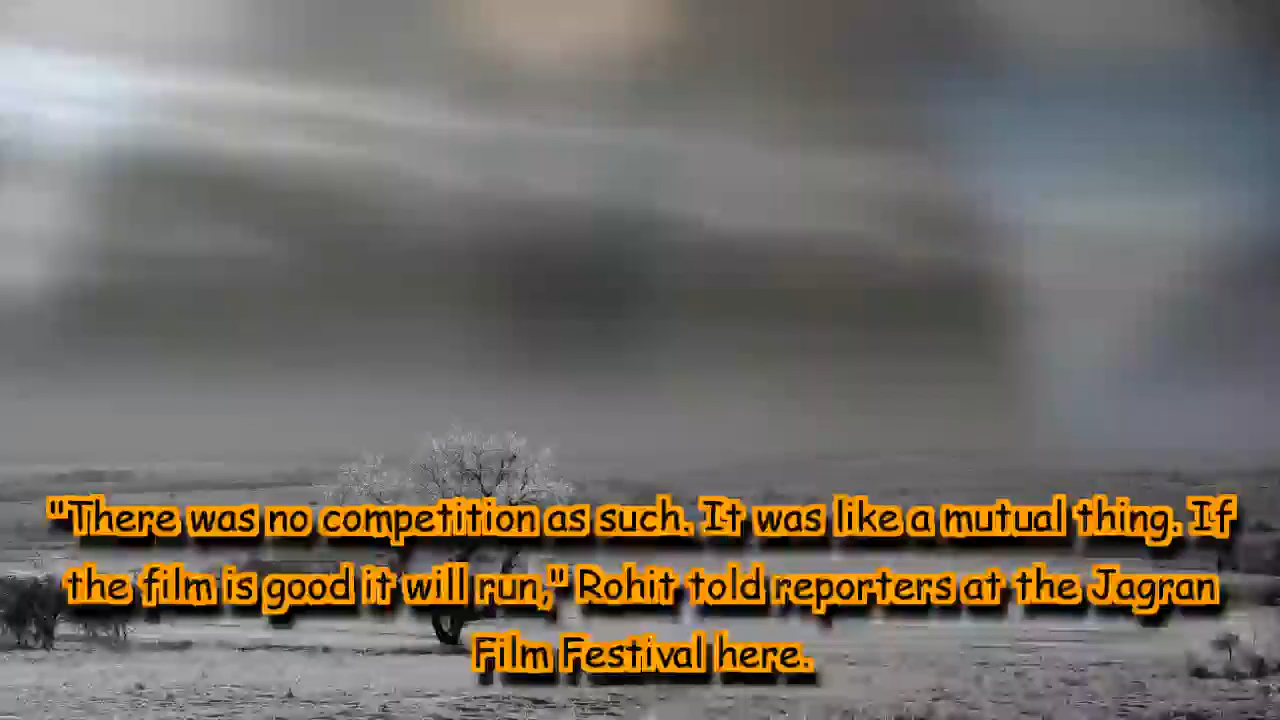 "There was no competition as such. It was like a mutual thing. If
the film is good it will run," Rohit told reporters at the Jagran
Film Festival here.